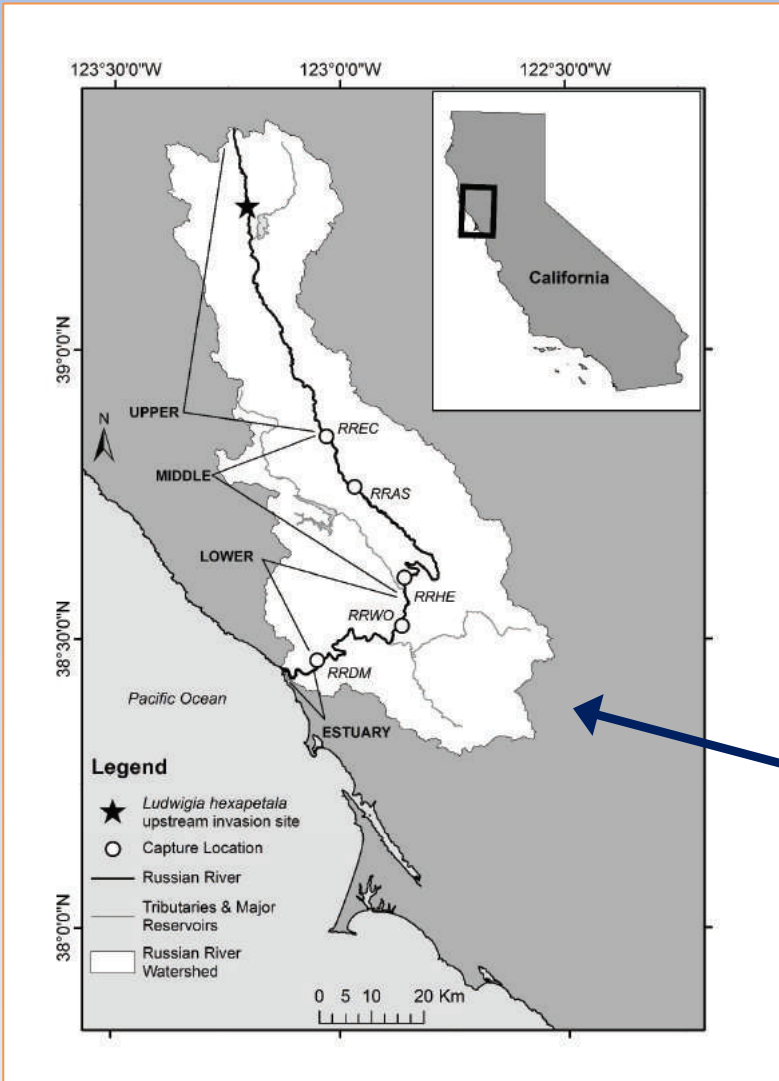 123°30'0"W
123°0'0"W
122°30'0"W
California
39°0'0"N
UPPER
RREC
N
MIDDLE
RRAS
LOWER
RRHE
RRWO
38°30'0"N
RRDM
Pacific Ocean
ESTUARY
Legend
Ludwigia hexapetala
upstream invasion site
Capture Location
Russian River
Tributaries & Major
Reservoirs
Russian River
Watershed
38°0'0"N
0 5 10 20 Km